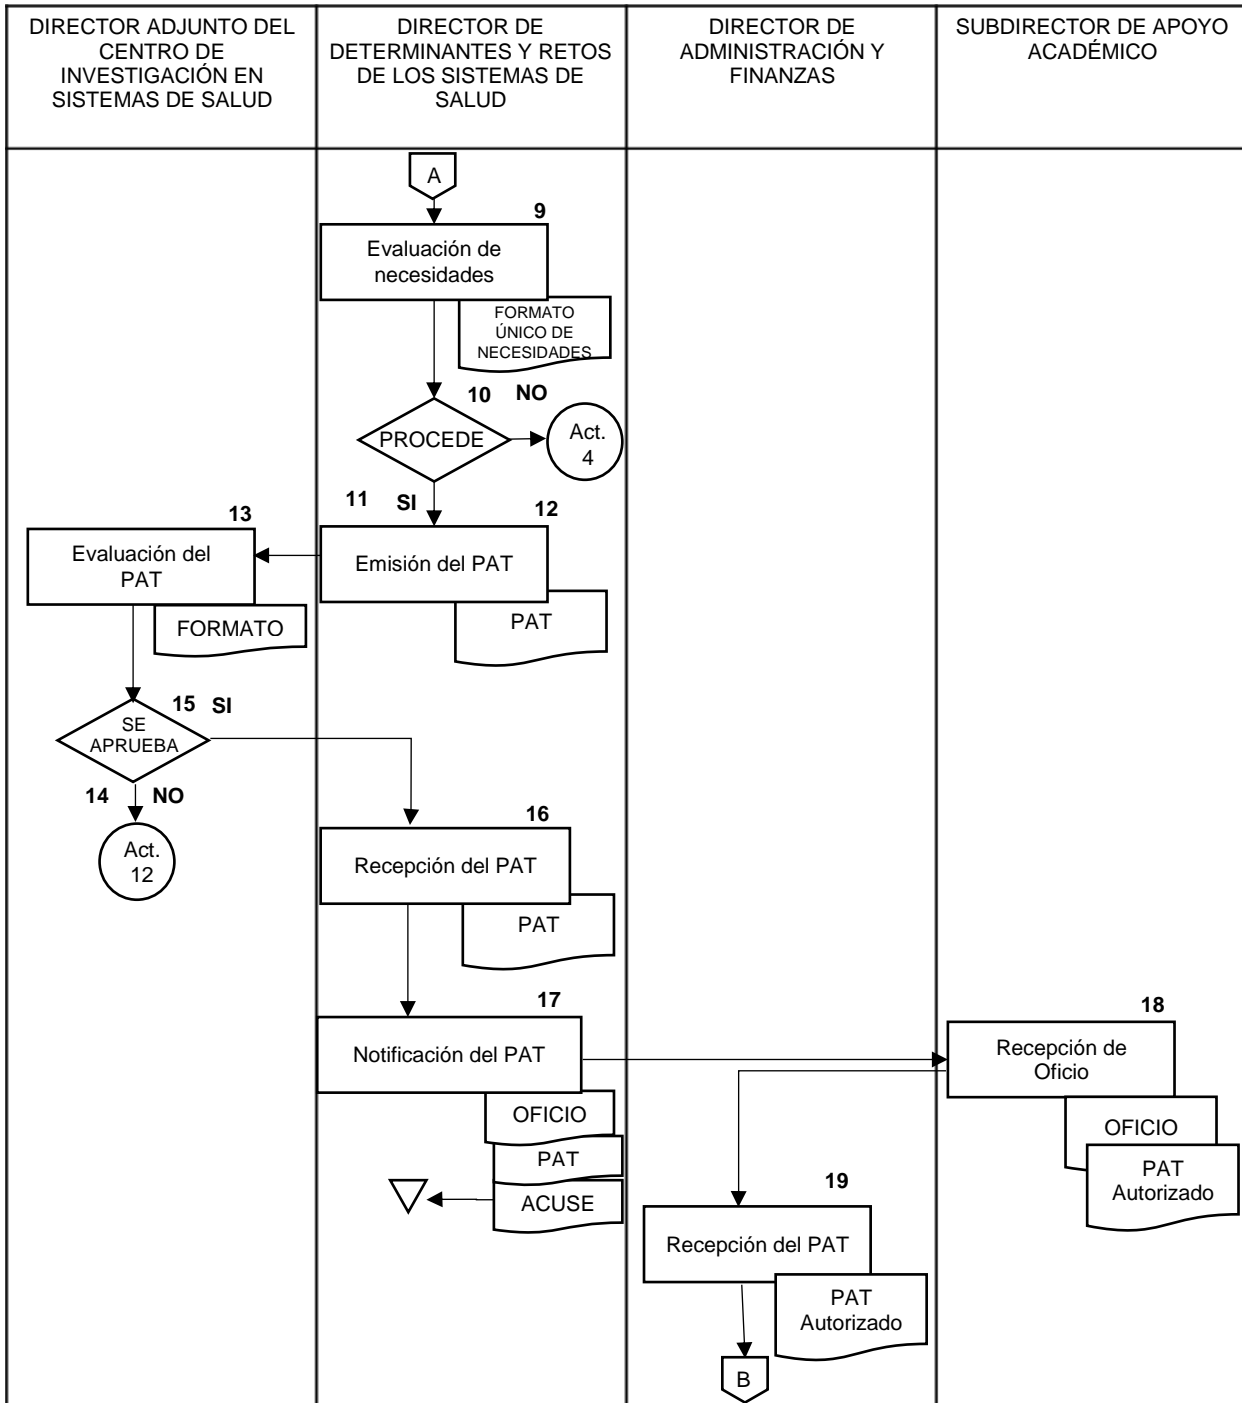 DIRECTOR ADJUNTO DEL
CENTRO DE
INVESTIGACIÓN EN
SISTEMAS DE SALUD
DIRECTOR DE
DETERMINANTES Y RETOS
DE LOS SISTEMAS DE
SALUD
DIRECTOR DE
ADMINISTRACIÓN Y
FINANZAS
SUBDIRECTOR DE APOYO
ACADÉMICO
A
9
Evaluación de
necesidades
FORMATO
ÚNICO DE
NECESIDADES
10 NO
PROCEDE
Act.
4
11 SI
12
Emisión del PAT
PAT
13
Evaluación del
PAT
FORMATO
15 SI
SE
APRUEBA
14 NO
Act.
12
16
Recepción del PAT
PAT
17
Notificación del PAT
OFICIO
PAT
ACUSE
18
Recepción de
Oficio
OFICIO
PAT
Autorizado
19
Recepción del PAT
PAT
Autorizado
B